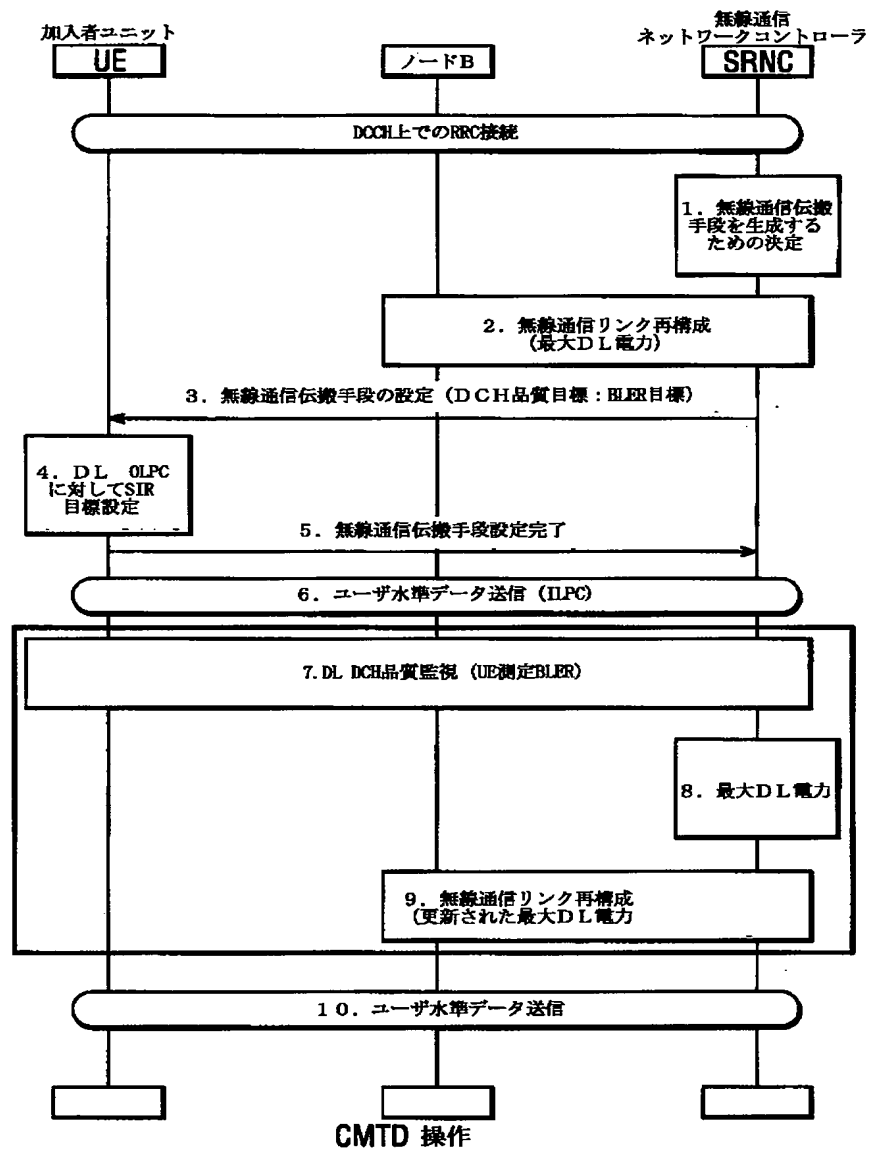 加入者ユニット
UE
ノードB
無線通信
ネットワークコントローラ
SRNC
DCCH上でのRRC接続
1. 無線通信伝搬
手段を生成する
ための決定
2. 無線通信リンク再構成
(最大DL電力)
3. 無線通信伝搬手段の設定 (DCH品質目標:BLER目標)
4. DL OLPC
に対してSIR
目標設定
5. 無線通信伝搬手段設定完了
6. ユーザ水準データ送信 (ILPC)
7.DL DCH品質監視 (UE測定BLER)
8. 最大DL電力
9. 無線通信リンク再構成
(更新された最大DL電力
10. ユーザ水準データ送信
CMTD 操作